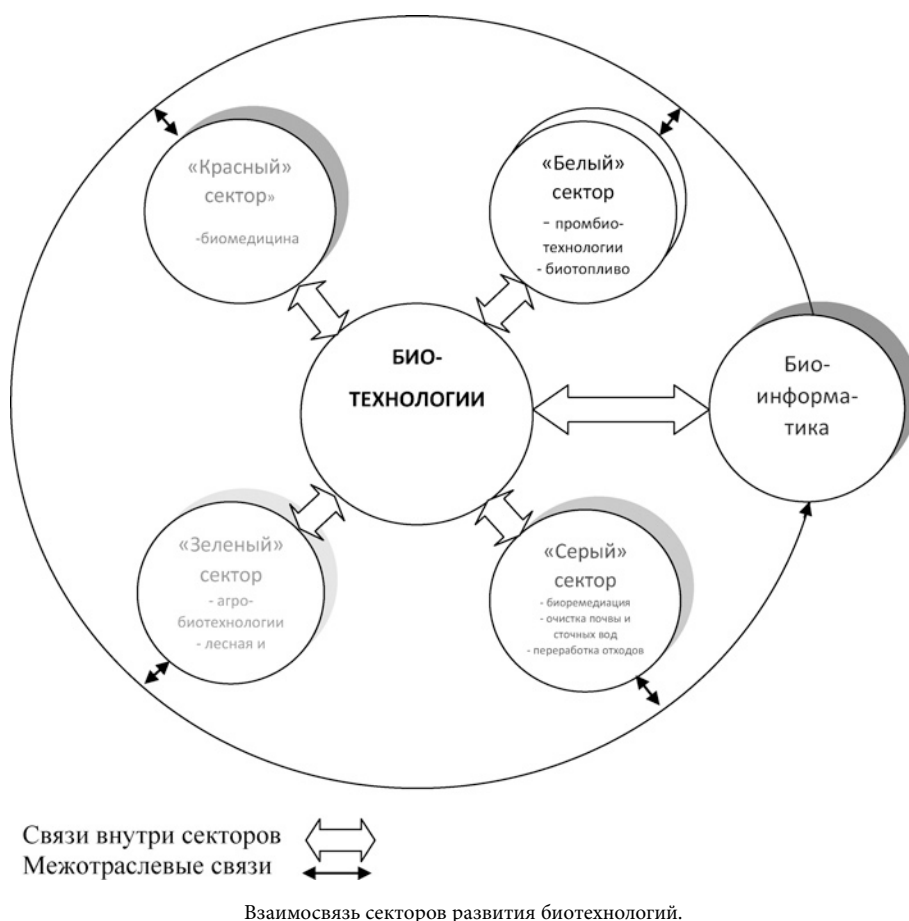 «Красный»
сектор»
-биомедицина
«Белый»
сектор
- промбио-
технологии
- биотопливо
БИО-
ТЕХНОЛОГИИ
Био-
информа-
тика
«Зеленый»
сектор
- агро-
биотехнологии
- лесная и
«Серый»
сектор
- биоремедиация
- очистка почвы и
сточных вод
- переработка отходов
Связи внутри секторов
Межотраслевые связи
Взаимосвязь секторов развития биотехнологий.